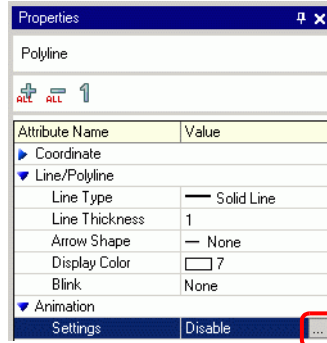 Properties
Polyline
ALL ALL 1
Attribute Name Value
Coordinate
Line/Polyline
Line Type Solid Line
Line Thickness 1
Arrow Shape None
Display Color 7
Blink None
Animation
Settings Disable ...